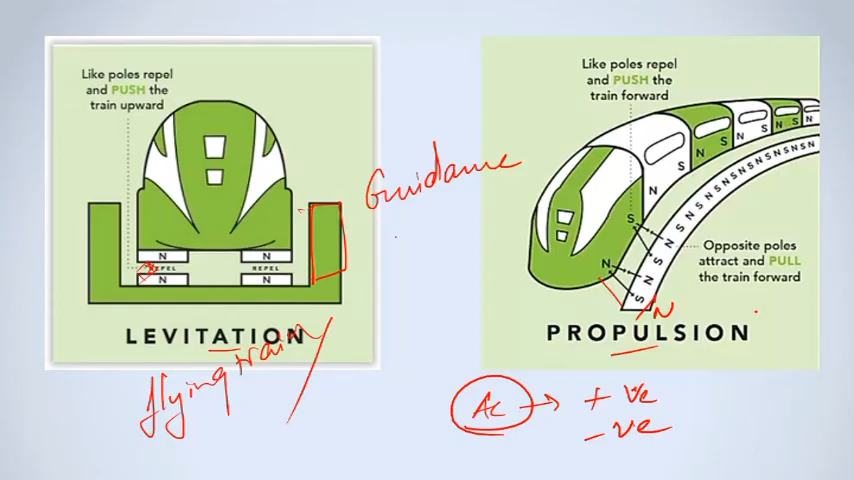 Like poles repel
and PUSH the
train upward
N
N
REPEL
REPEL
N
N
LEVITATION
flying train
Guidance
Like poles repel
and PUSH the
train forward
N
S
N
S
N
S
N
S
N
Opposite poles
attract and PULL
the train forward
S N S N S N S N S N S N S N S N S N
N
PROPULSION
AC → + ve
- ve